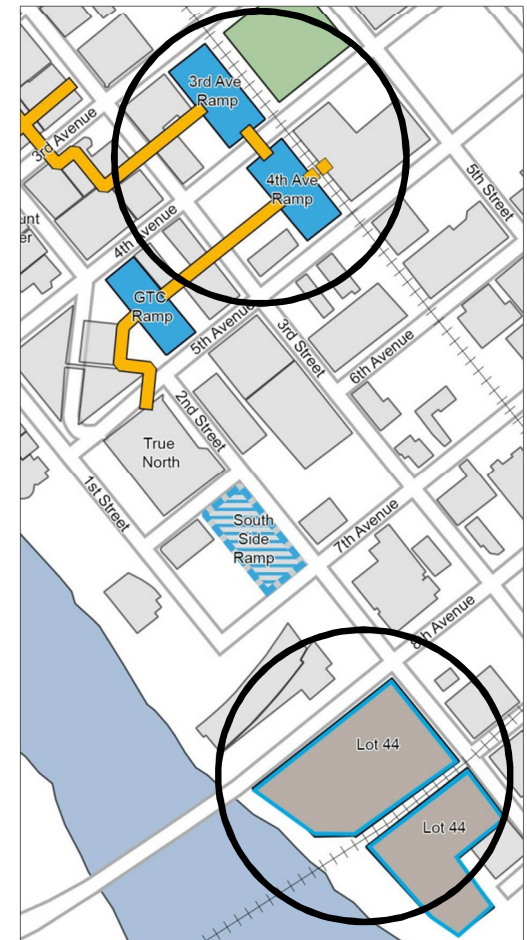 3rd Ave
Ramp
3rd Avenue
5th Street
4th Ave
Ramp
4th Avenue
GTC
Ramp
5th Avenue
3rd Street
6th Avenue
2nd Street
True
North
1st Street
South
Side
Ramp
7th Avenue
8th Avenue
Lot 44
Lot 44